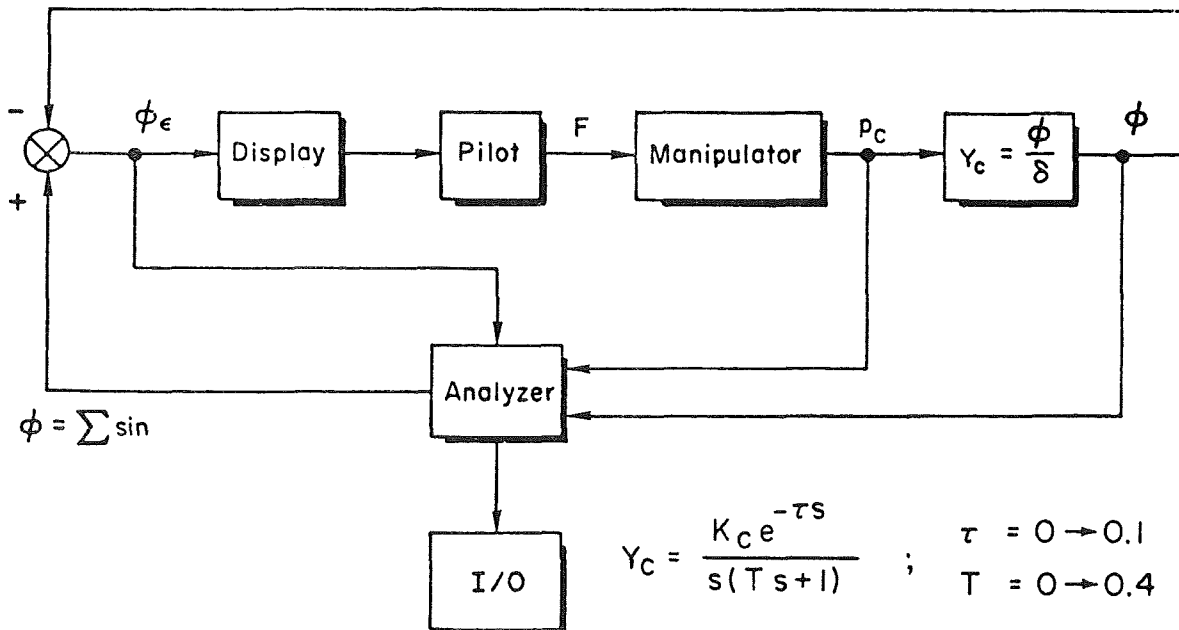 -
ϕϵ
Display
Pilot
F
Manipulator
pc
Yc = ϕ/δ
ϕ
+
Analyzer
ϕ = ∑ sin
I/O
Yc = Kc e^-τs / s(Ts+1) ; τ = 0→0.1
T = 0→0.4